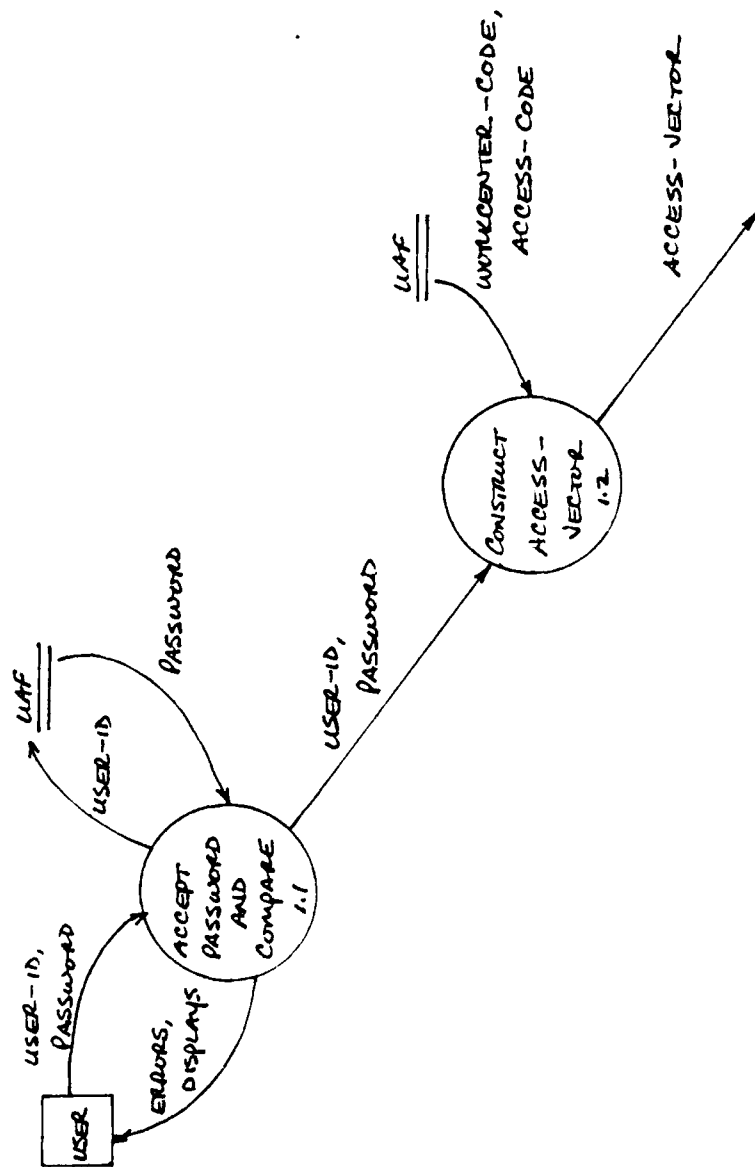 USER
USER-ID,
PASSWORD
ERRORS,
DISPLAYS
ACCEPT
PASSWORD
AND
COMPARE
1.1
USER-ID
UAF
PASSWORD
USER-ID,
PASSWORD
CONSTRUCT
ACCESS-
VECTOR
1.2
UAF
WORKCENTER-CODE,
ACCESS-CODE
ACCESS-VECTOR